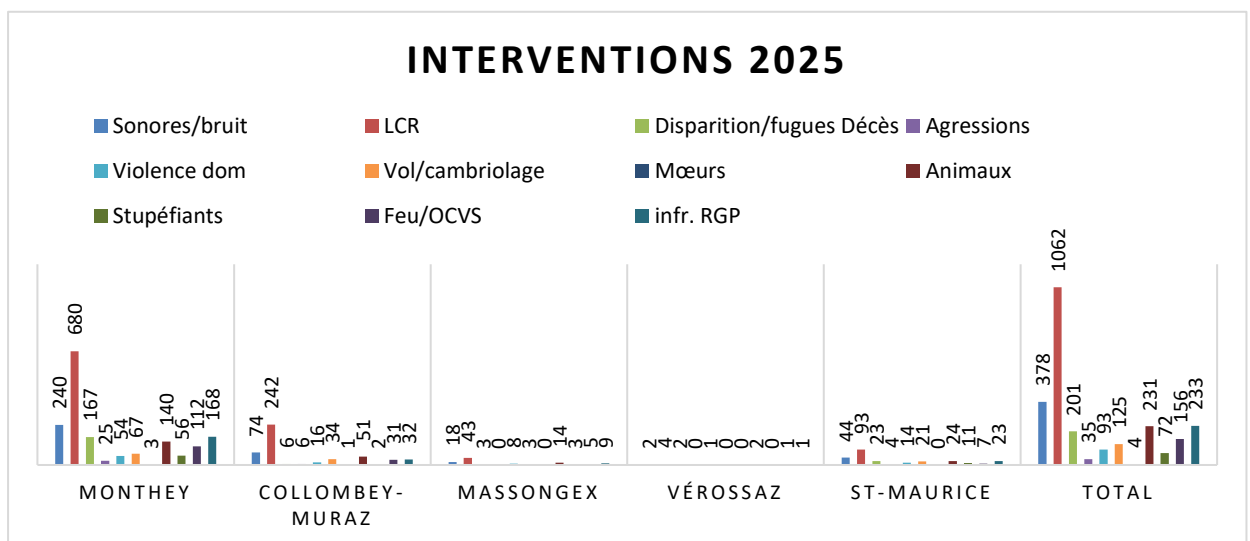 INTERVENTIONS 2025
Sonores/bruit LCR Disparition/fugues Décès Agressions
Violence dom Vol/cambriolage Mœurs Animaux
Stupéfiants Feu/OCVS infr. RGP
240 680 167 25 54 67 3 140 56 112 168
74 242 6 6 16 34 1 51 2 31 32
18 43 3 0 8 3 0 14 3 5 9
2 4 2 0 1 0 0 2 0 1 1
44 93 23 4 14 21 0 24 11 7 23
378 1062 201 35 93 125 4 231 72 156 233
MONTHEY COLLOMBEY- MASSONGEX VÉROSSAZ ST-MAURICE TOTAL
MURAZ